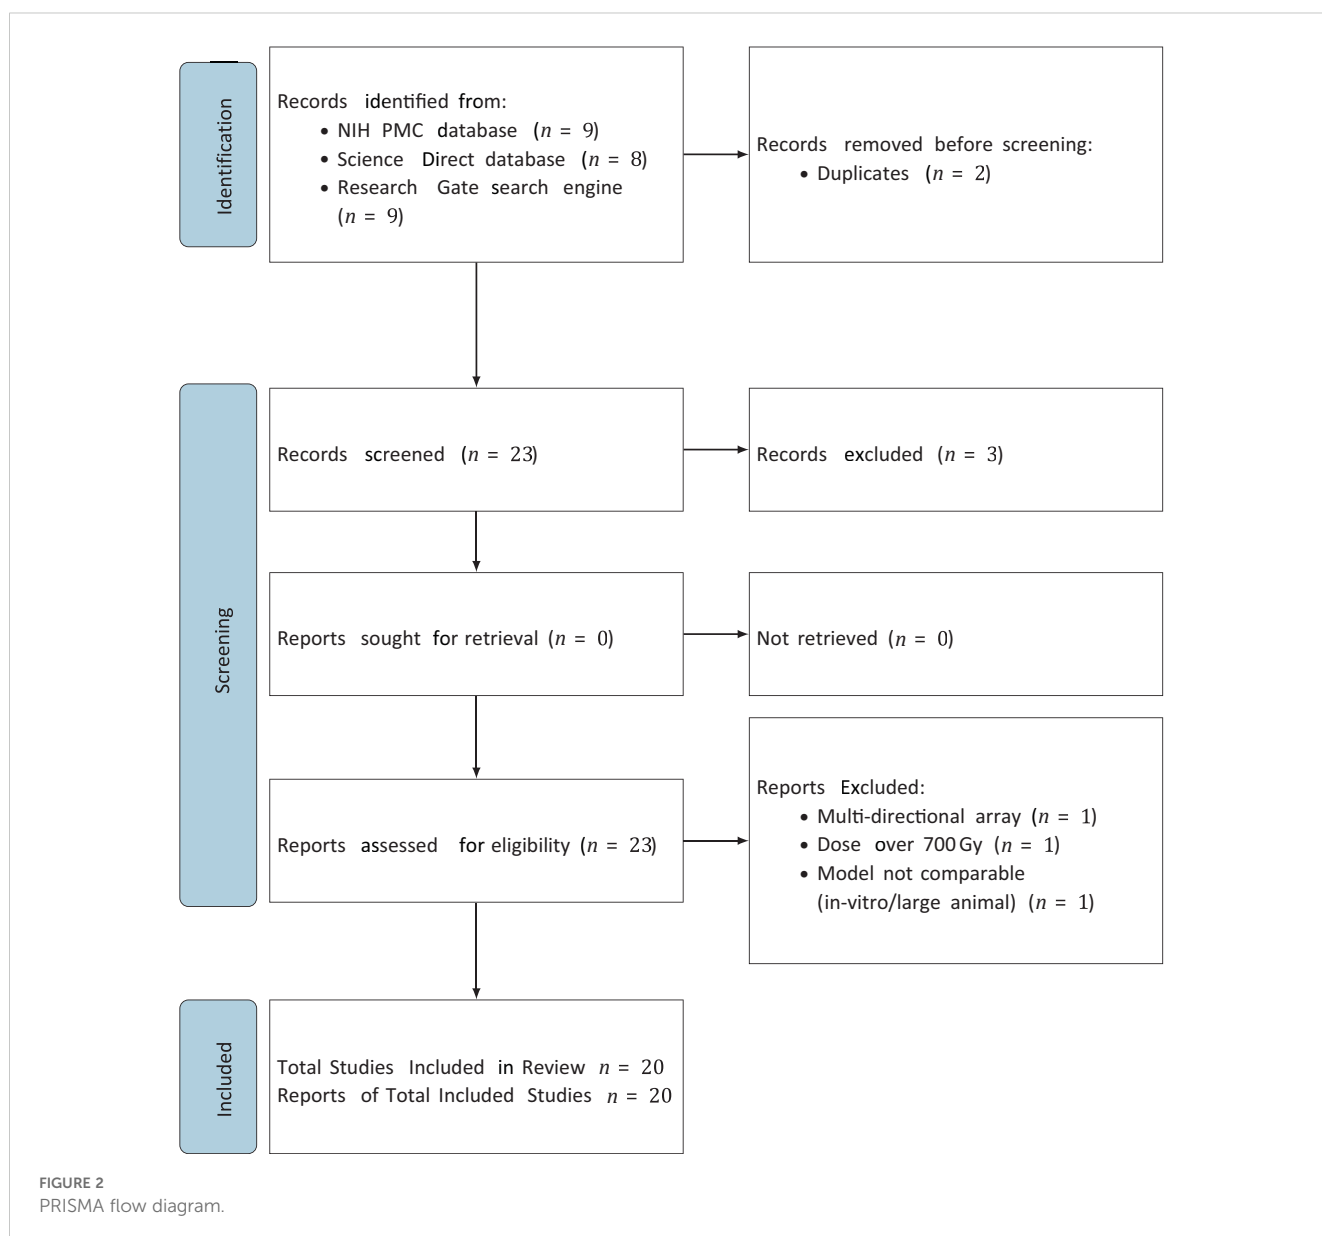 Identification
Records identified from:
• NIH PMC database (n = 9)
• Science Direct database (n = 8)
• Research Gate search engine
(n = 9)
Records removed before screening:
• Duplicates (n = 2)
Screening
Records screened (n = 23)
Records excluded (n = 3)
Reports sought for retrieval (n = 0)
Not retrieved (n = 0)
Reports assessed for eligibility (n = 23)
Reports Excluded:
• Multi-directional array (n = 1)
• Dose over 700 Gy (n = 1)
• Model not comparable
(in-vitro/large animal) (n = 1)
Included
Total Studies Included in Review n = 20
Reports of Total Included Studies n = 20
FIGURE 2
PRISMA flow diagram.